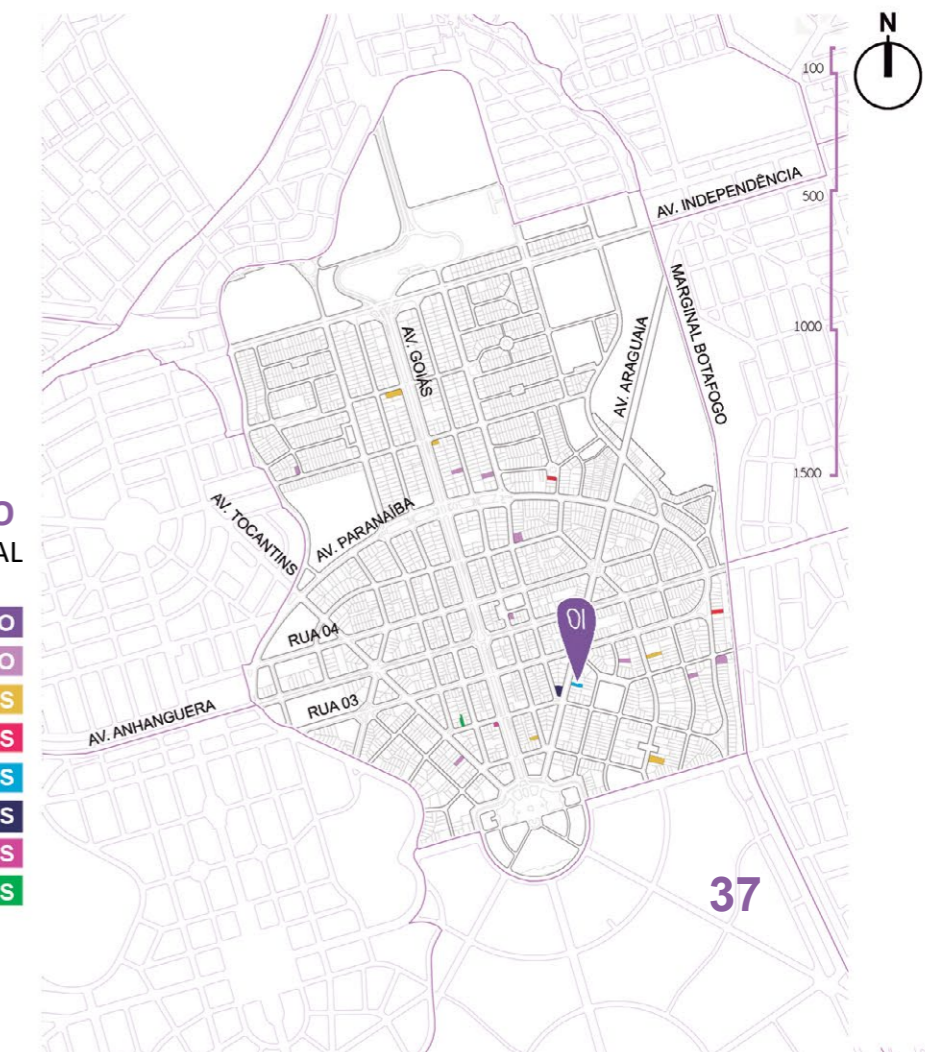 N
100
AV. INDEPENDÊNCIA
500
MARGINAL BOTAFOGO
1000
AV. ARAGUAIA
AV. GOIÁS
1500
AV. TOCANTINS
AV. PARANAÍBA
O
AL
01
O
RUA 04
O
S
RUA 03
AV. ANHANGUERA
S
S
S
S
S
37